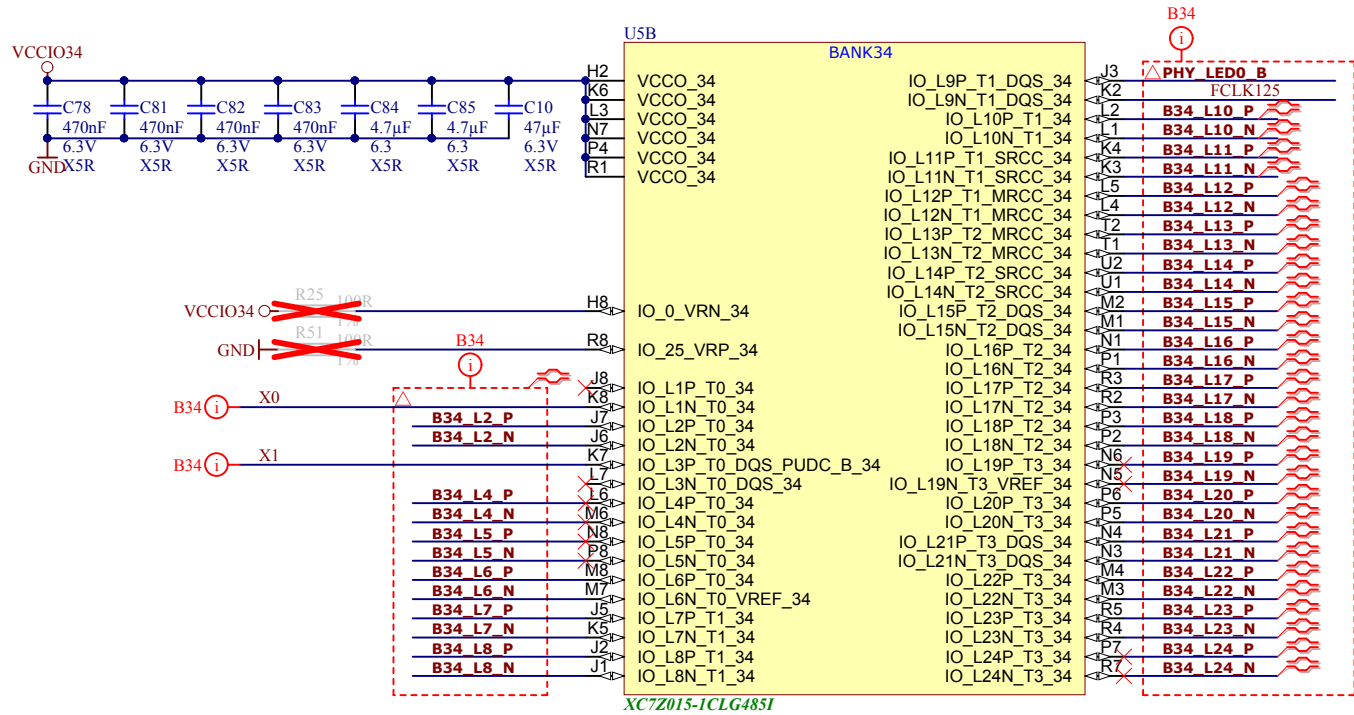 B34
i
U5B
BANK34
VCCIO34
C78
470nF
6.3V
X5R
C81
470nF
6.3V
X5R
C82
470nF
6.3V
X5R
C83
470nF
6.3V
X5R
C84
4.7µF
6.3
X5R
C85
4.7µF
6.3
X5R
C10
47µF
6.3V
X5R
GND
H2 VCCO_34
K6 VCCO_34
L3 VCCO_34
N7 VCCO_34
P4 VCCO_34
R1 VCCO_34
VCCIO34 R25 100R 1% H8 IO_0_VRN_34
GND R51 100R 1% R8 IO_25_VRP_34
B34
i
J8 IO_L1P_T0_34
B34 i X0 K8 IO_L1N_T0_34
B34_L2_P J7 IO_L2P_T0_34
B34_L2_N J6 IO_L2N_T0_34
B34 i X1 K7 IO_L3P_T0_DQS_PUDC_B_34
L7 IO_L3N_T0_DQS_34
B34_L4_P L6 IO_L4P_T0_34
B34_L4_N M6 IO_L4N_T0_34
B34_L5_P N8 IO_L5P_T0_34
B34_L5_N P8 IO_L5N_T0_34
B34_L6_P M8 IO_L6P_T0_34
B34_L6_N M7 IO_L6N_T0_VREF_34
B34_L7_P J5 IO_L7P_T1_34
B34_L7_N K5 IO_L7N_T1_34
B34_L8_P J2 IO_L8P_T1_34
B34_L8_N J1 IO_L8N_T1_34
IO_L9P_T1_DQS_34 J3 PHY_LED0_B
IO_L9N_T1_DQS_34 K2 FCLK125
IO_L10P_T1_34 L2 B34_L10_P
IO_L10N_T1_34 L1 B34_L10_N
IO_L11P_T1_SRCC_34 K4 B34_L11_P
IO_L11N_T1_SRCC_34 K3 B34_L11_N
IO_L12P_T1_MRCC_34 L5 B34_L12_P
IO_L12N_T1_MRCC_34 L4 B34_L12_N
IO_L13P_T2_MRCC_34 T2 B34_L13_P
IO_L13N_T2_MRCC_34 T1 B34_L13_N
IO_L14P_T2_SRCC_34 U2 B34_L14_P
IO_L14N_T2_SRCC_34 U1 B34_L14_N
IO_L15P_T2_DQS_34 M2 B34_L15_P
IO_L15N_T2_DQS_34 M1 B34_L15_N
IO_L16P_T2_34 N1 B34_L16_P
IO_L16N_T2_34 P1 B34_L16_N
IO_L17P_T2_34 R3 B34_L17_P
IO_L17N_T2_34 R2 B34_L17_N
IO_L18P_T2_34 P3 B34_L18_P
IO_L18N_T2_34 P2 B34_L18_N
IO_L19P_T3_34 N6 B34_L19_P
IO_L19N_T3_VREF_34 N5 B34_L19_N
IO_L20P_T3_34 P6 B34_L20_P
IO_L20N_T3_34 P5 B34_L20_N
IO_L21P_T3_DQS_34 N4 B34_L21_P
IO_L21N_T3_DQS_34 N3 B34_L21_N
IO_L22P_T3_34 M4 B34_L22_P
IO_L22N_T3_34 M3 B34_L22_N
IO_L23P_T3_34 R5 B34_L23_P
IO_L23N_T3_34 R4 B34_L23_N
IO_L24P_T3_34 P7 B34_L24_P
IO_L24N_T3_34 R7 B34_L24_N
XC7Z015-1CLG485I